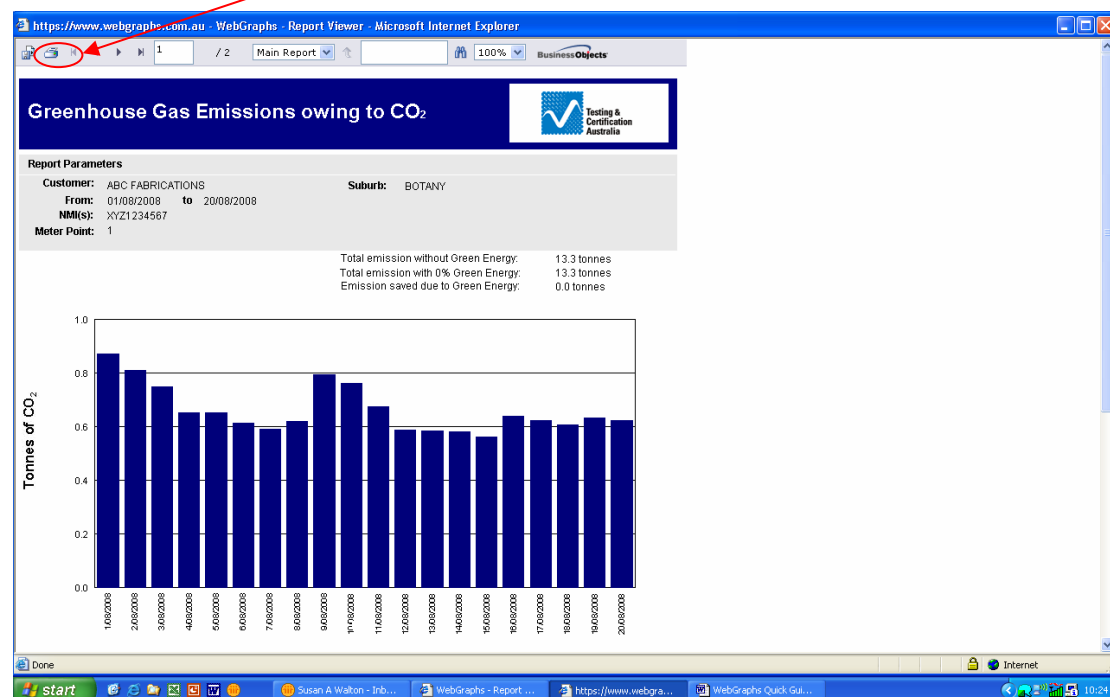 https://www.webgraphs.com.au - WebGraphs - Report Viewer - Microsoft Internet Explorer
1 / 2 Main Report 100% BusinessObjects
Greenhouse Gas Emissions owing to CO₂
Testing &
Certification
Australia
Report Parameters
Customer: ABC FABRICATIONS Suburb: BOTANY
From: 01/08/2008 to 20/08/2008
NMI(s): XYZ1234567
Meter Point: 1
Total emission without Green Energy: 13.3 tonnes
Total emission with 0% Green Energy: 13.3 tonnes
Emission saved due to Green Energy: 0.0 tonnes
Tonnes of CO₂
1.0
0.8
0.6
0.4
0.2
0.0
1/08/2008
2/08/2008
3/08/2008
4/08/2008
5/08/2008
6/08/2008
7/08/2008
8/08/2008
9/08/2008
10/08/2008
11/08/2008
12/08/2008
13/08/2008
14/08/2008
15/08/2008
16/08/2008
17/08/2008
18/08/2008
19/08/2008
20/08/2008
Done Internet
start Susan A Walton - Inb... WebGraphs - Report ... https://www.webgra... WebGraphs Quick Gui... 10:24